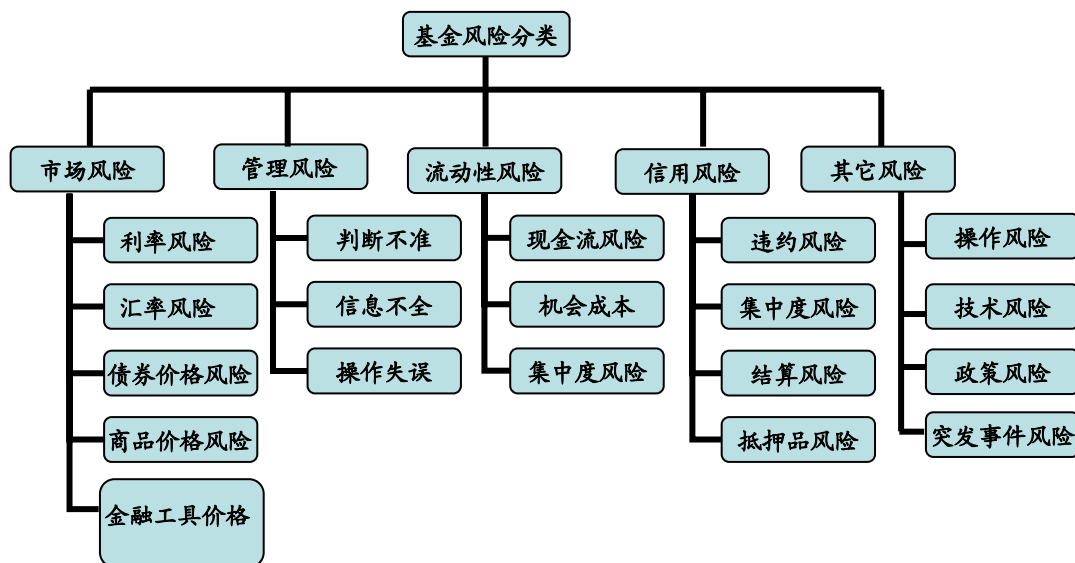 基金风险分类
市场风险
管理风险
流动性风险
信用风险
其它风险
利率风险
汇率风险
债券价格风险
商品价格风险
金融工具价格
判断不准
信息不全
操作失误
现金流风险
机会成本
集中度风险
违约风险
集中度风险
结算风险
抵押品风险
操作风险
技术风险
政策风险
突发事件风险